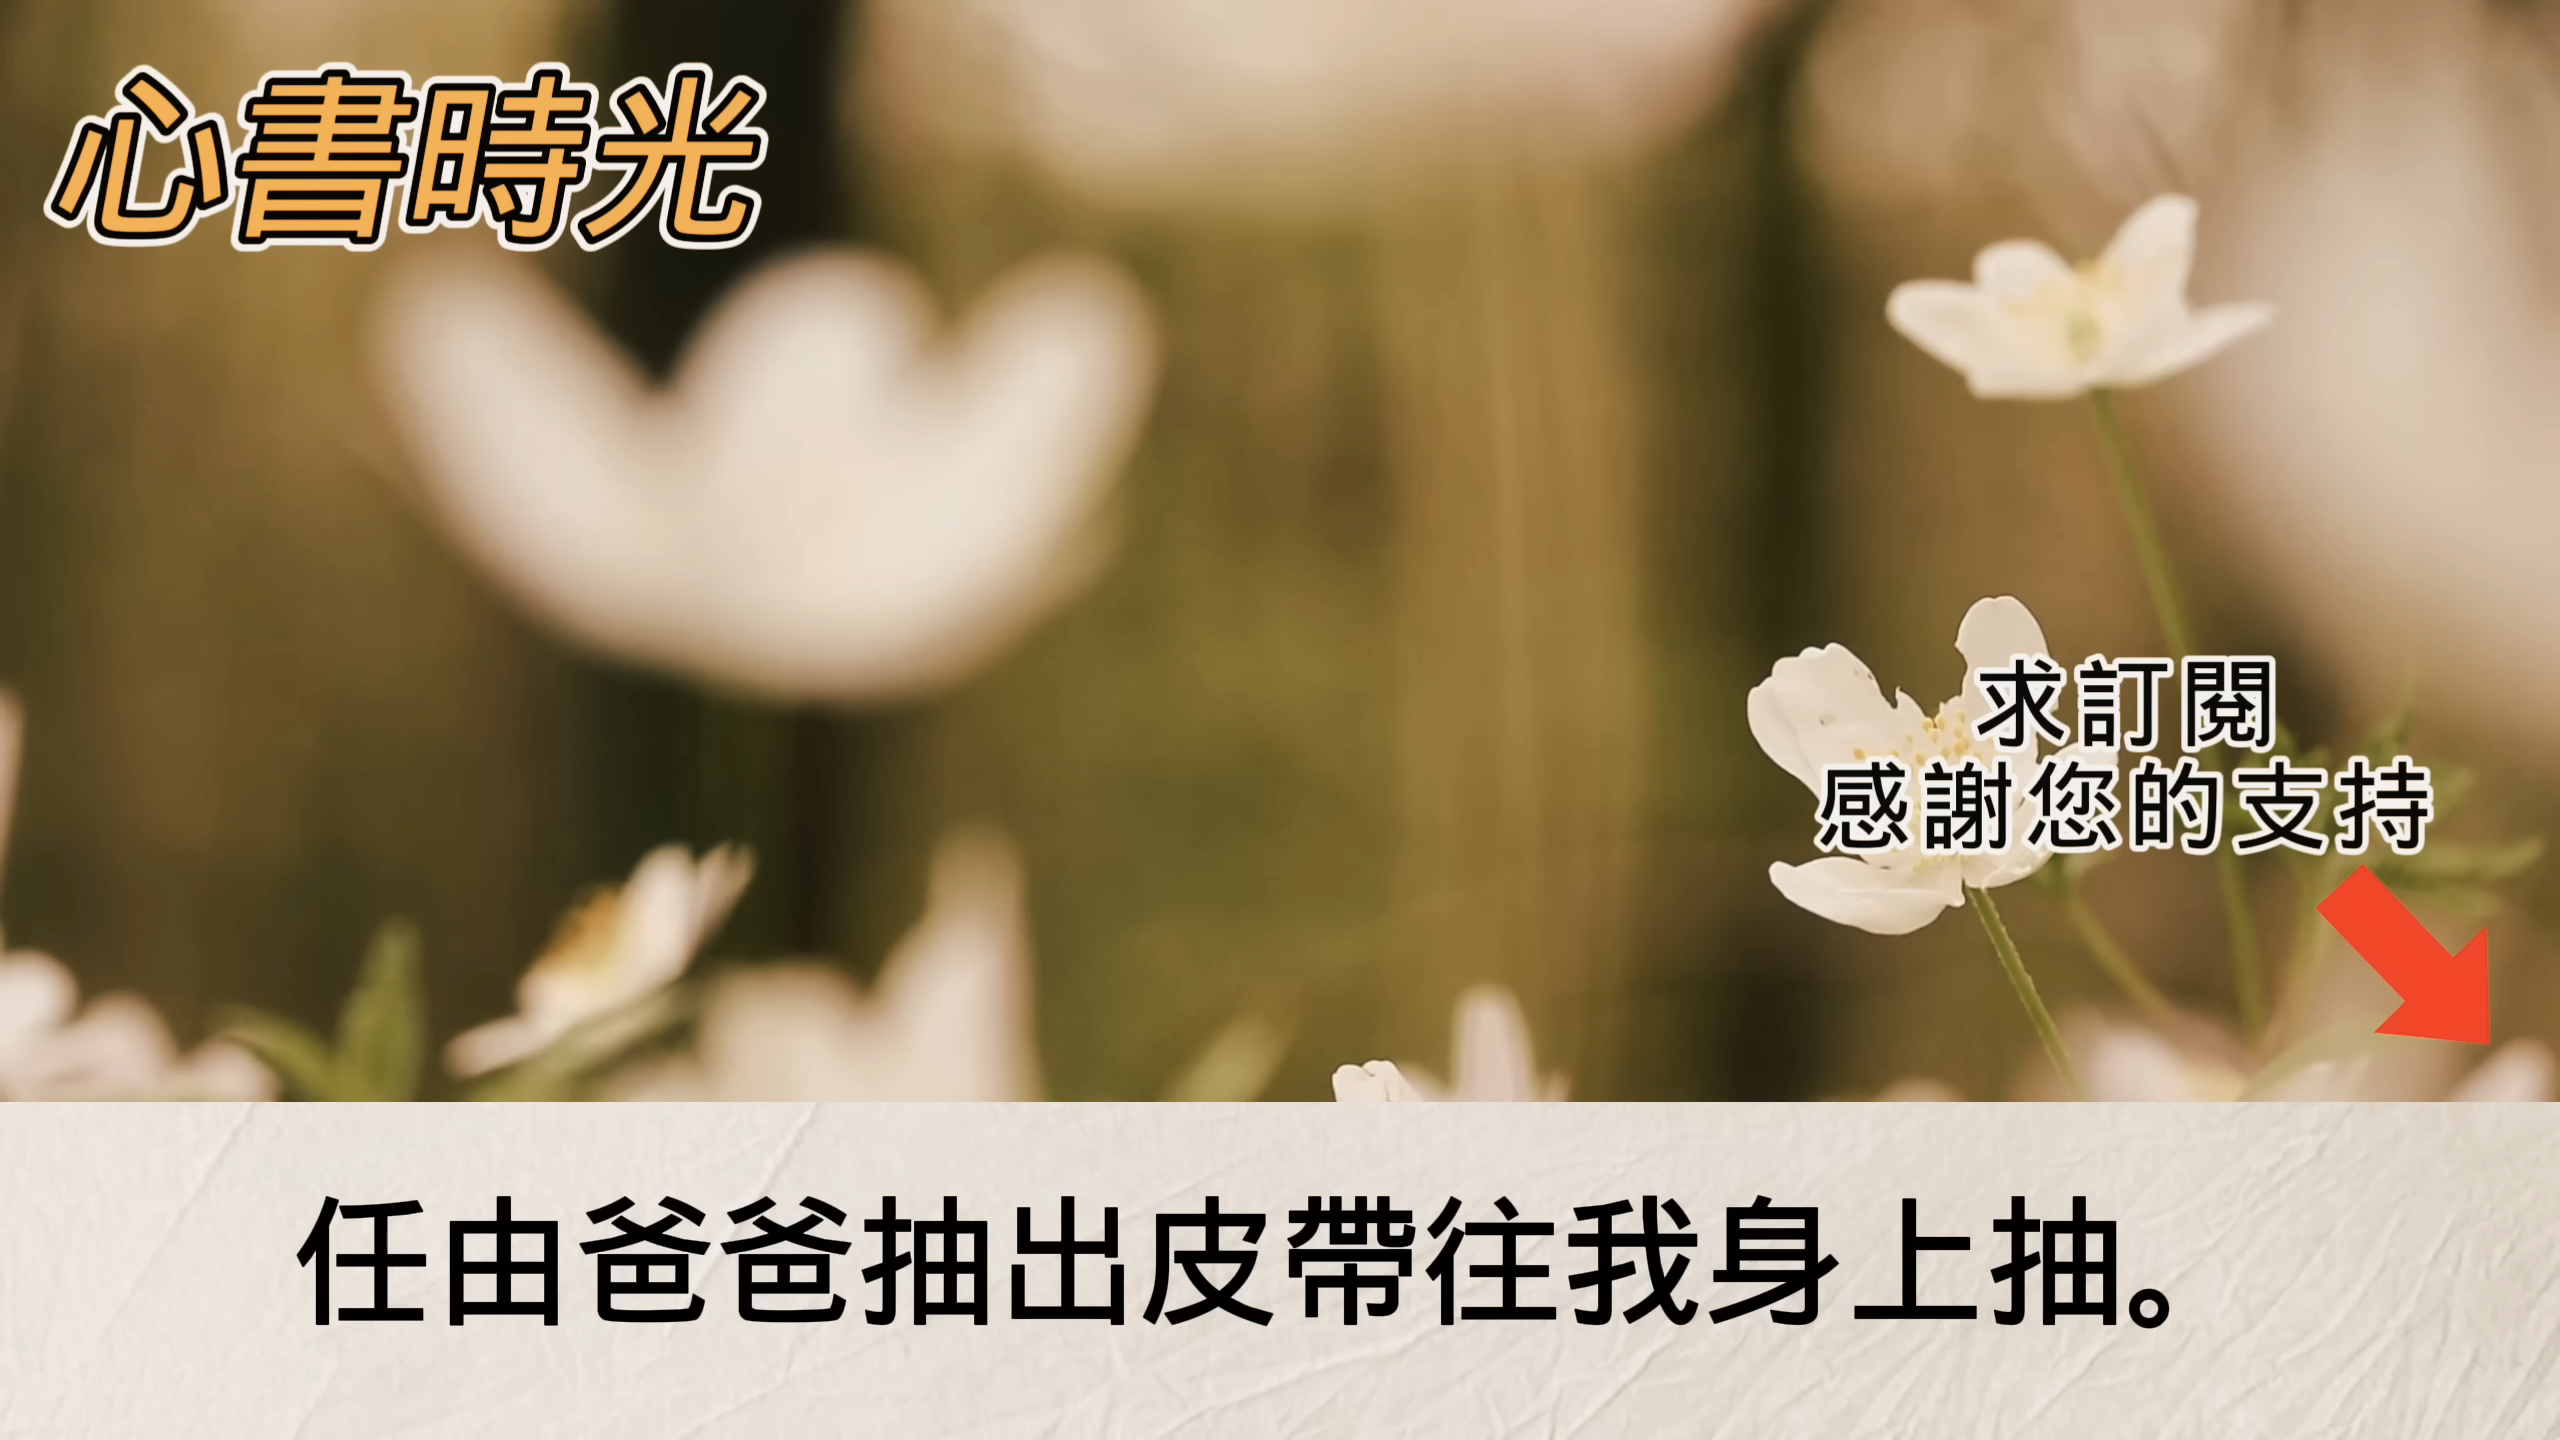 心書時光
求訂閱
感謝您的支持
任由爸爸抽出皮帶往我身上抽。